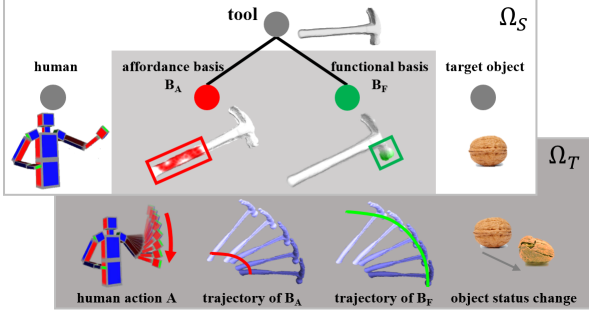 tool
Ω_S
human
affordance basis
B_A
functional basis
B_F
target object
Ω_T
human action A
trajectory of B_A
trajectory of B_F
object status change